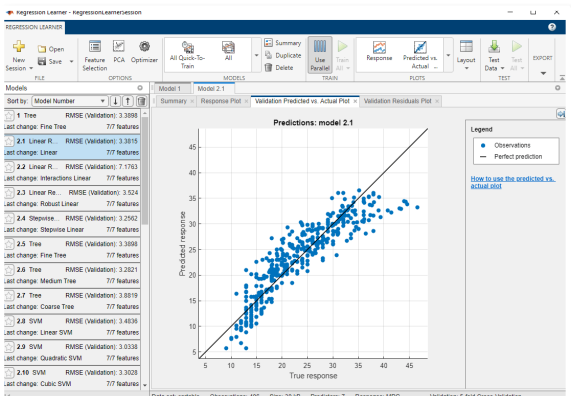 Regression Learner - RegressionLearnerSession
REGRESSION LEARNER
New
Session
Open
Save
FILE
Feature
Selection
PCA
Optimizer
OPTIONS
All Quick-To-
Train
All
...
Summary
Duplicate
Delete
MODELS
Use
Parallel
Train
All
TRAIN
Response
Predicted vs.
Actual ...
PLOTS
Layout
Test
Data
Test
All
TEST
EXPORT
Models
Sort by: Model Number
1 Tree RMSE (Validation): 3.3898
Last change: Fine Tree 7/7 features
2.1 Linear R... RMSE (Validation): 3.3815
Last change: Linear 7/7 features
2.2 Linear R... RMSE (Validation): 7.1763
Last change: Interactions Linear 7/7 features
2.3 Linear Re... RMSE (Validation): 3.524
Last change: Robust Linear 7/7 features
2.4 Stepwise... RMSE (Validation): 3.2562
Last change: Stepwise Linear 7/7 features
2.5 Tree RMSE (Validation): 3.3898
Last change: Fine Tree 7/7 features
2.6 Tree RMSE (Validation): 3.2821
Last change: Medium Tree 7/7 features
2.7 Tree RMSE (Validation): 3.8819
Last change: Coarse Tree 7/7 features
2.8 SVM RMSE (Validation): 3.4836
Last change: Linear SVM 7/7 features
2.9 SVM RMSE (Validation): 3.0338
Last change: Quadratic SVM 7/7 features
2.10 SVM RMSE (Validation): 3.3028
Last change: Cubic SVM 7/7 features
Model 1 Model 2.1
Summary Response Plot Validation Predicted vs. Actual Plot Validation Residuals Plot
Predictions: model 2.1
45
40
35
30
25
20
15
10
5
Predicted response
5 10 15 20 25 30 35 40 45
True response
Legend
Observations
Perfect prediction
How to use the predicted vs.
actual plot